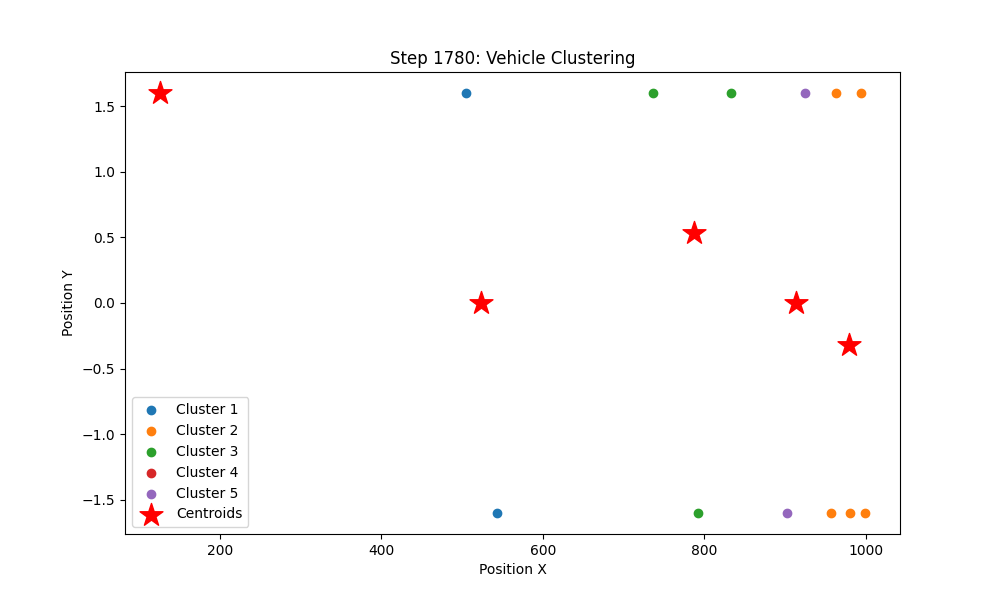 Step 1780: Vehicle Clustering
Position Y
1.5
1.0
0.5
0.0
−0.5
−1.0
−1.5
Cluster 1
Cluster 2
Cluster 3
Cluster 4
Cluster 5
Centroids
200
400
600
800
1000
Position X